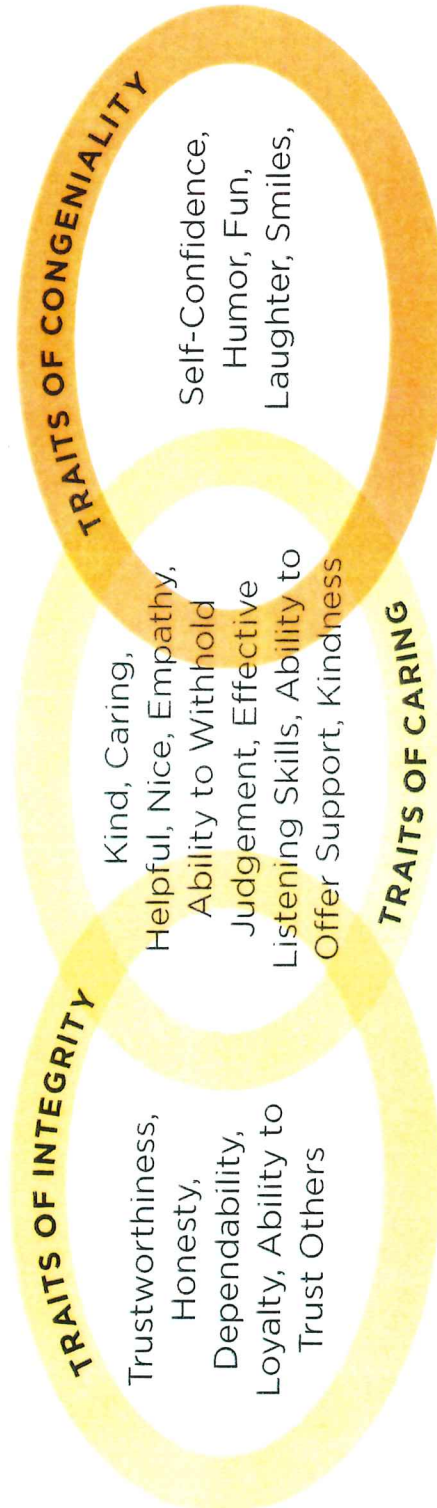 TRAITS OF INTEGRITY
Trustworthiness,
Honesty,
Dependability,
Loyalty, Ability to
Trust Others
Kind, Caring,
Helpful, Nice, Empathy,
Ability to Withhold
Judgement, Effective
Listening Skills, Ability to
Offer Support, Kindness
TRAITS OF CARING
TRAITS OF CONGENIALITY
Self-Confidence,
Humor, Fun,
Laughter, Smiles,